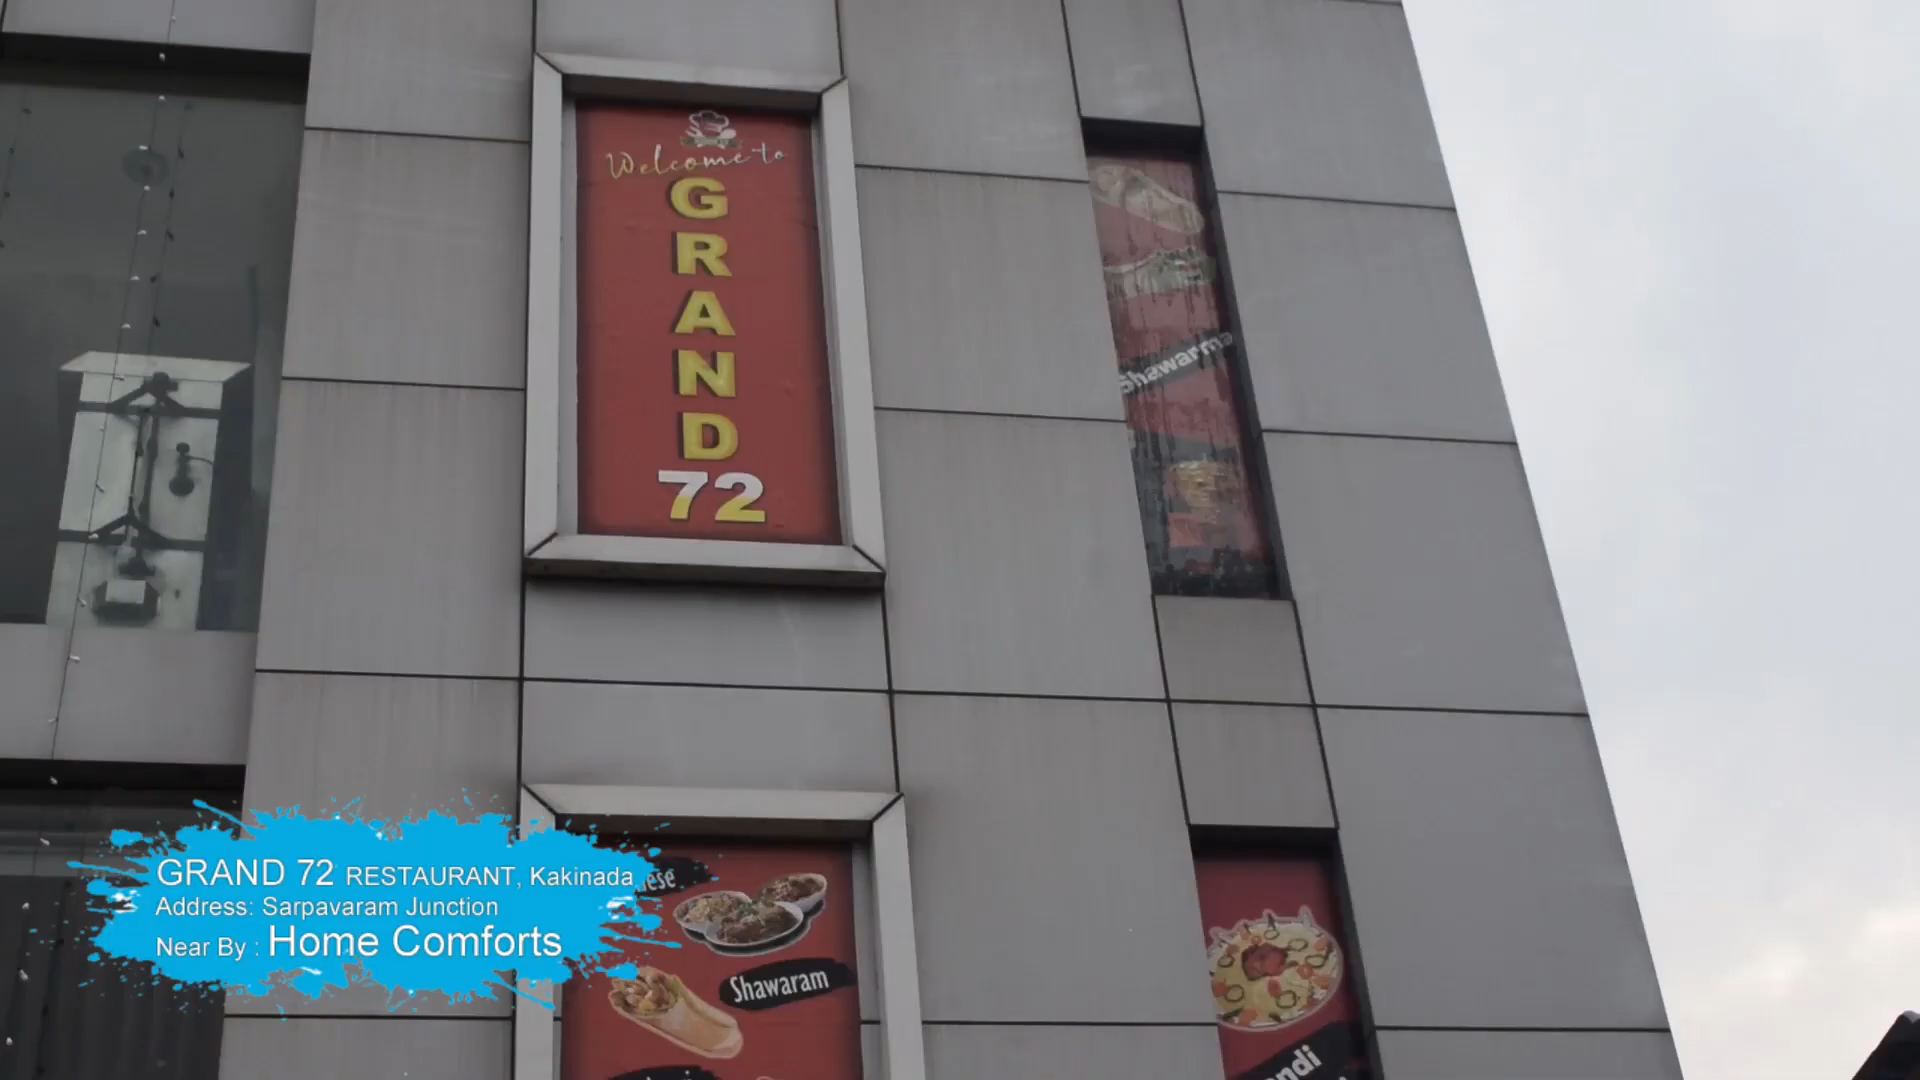 Welcome to
GRAND
72
Shawarma
GRAND 72 RESTAURANT, Kakinada
Address: Sarpavaram Junction
Near By : Home Comforts
Shawaram